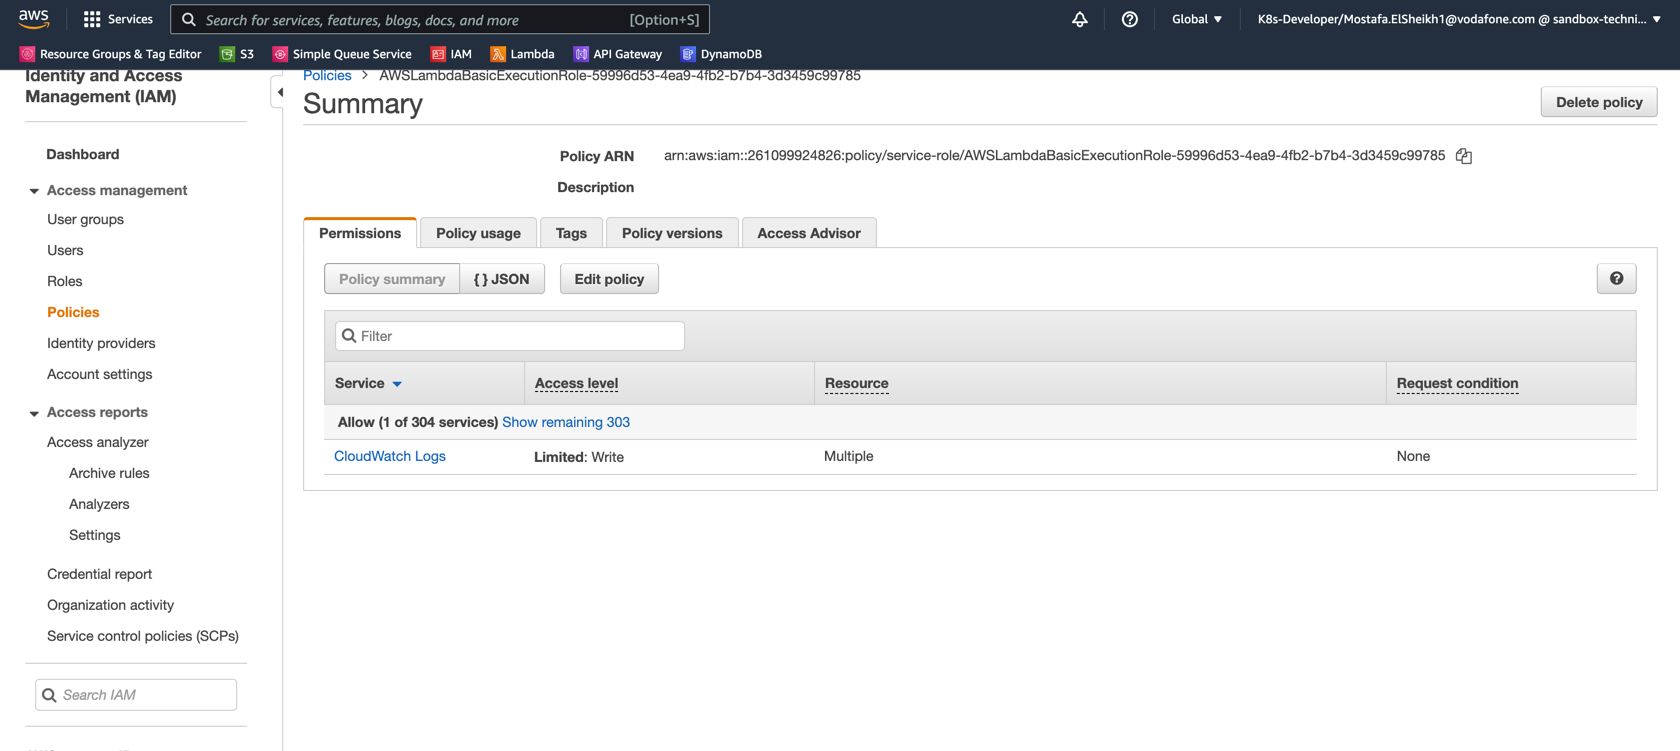 aws
Services
Search for services, features, blogs, docs, and more
[Option+S]
Global
K8s-Developer/Mostafa.ElSheikh1@vodafone.com @ sandbox-techni...
Resource Groups & Tag Editor
S3
Simple Queue Service
IAM
Lambda
API Gateway
DynamoDB
Identity and Access
Management (IAM)
Dashboard
Access management
User groups
Users
Roles
Policies
Identity providers
Account settings
Access reports
Access analyzer
Archive rules
Analyzers
Settings
Credential report
Organization activity
Service control policies (SCPs)
Search IAM
Policies > AWSLambdaBasicExecutionRole-59996d53-4ea9-4fb2-b7b4-3d3459c99785
Summary
Delete policy
Policy ARN arn:aws:iam::261099924826:policy/service-role/AWSLambdaBasicExecutionRole-59996d53-4ea9-4fb2-b7b4-3d3459c99785
Description
Permissions
Policy usage
Tags
Policy versions
Access Advisor
Policy summary
{ } JSON
Edit policy
?
Filter
Service Access level Resource Request condition
Allow (1 of 304 services) Show remaining 303
CloudWatch Logs Limited: Write Multiple None